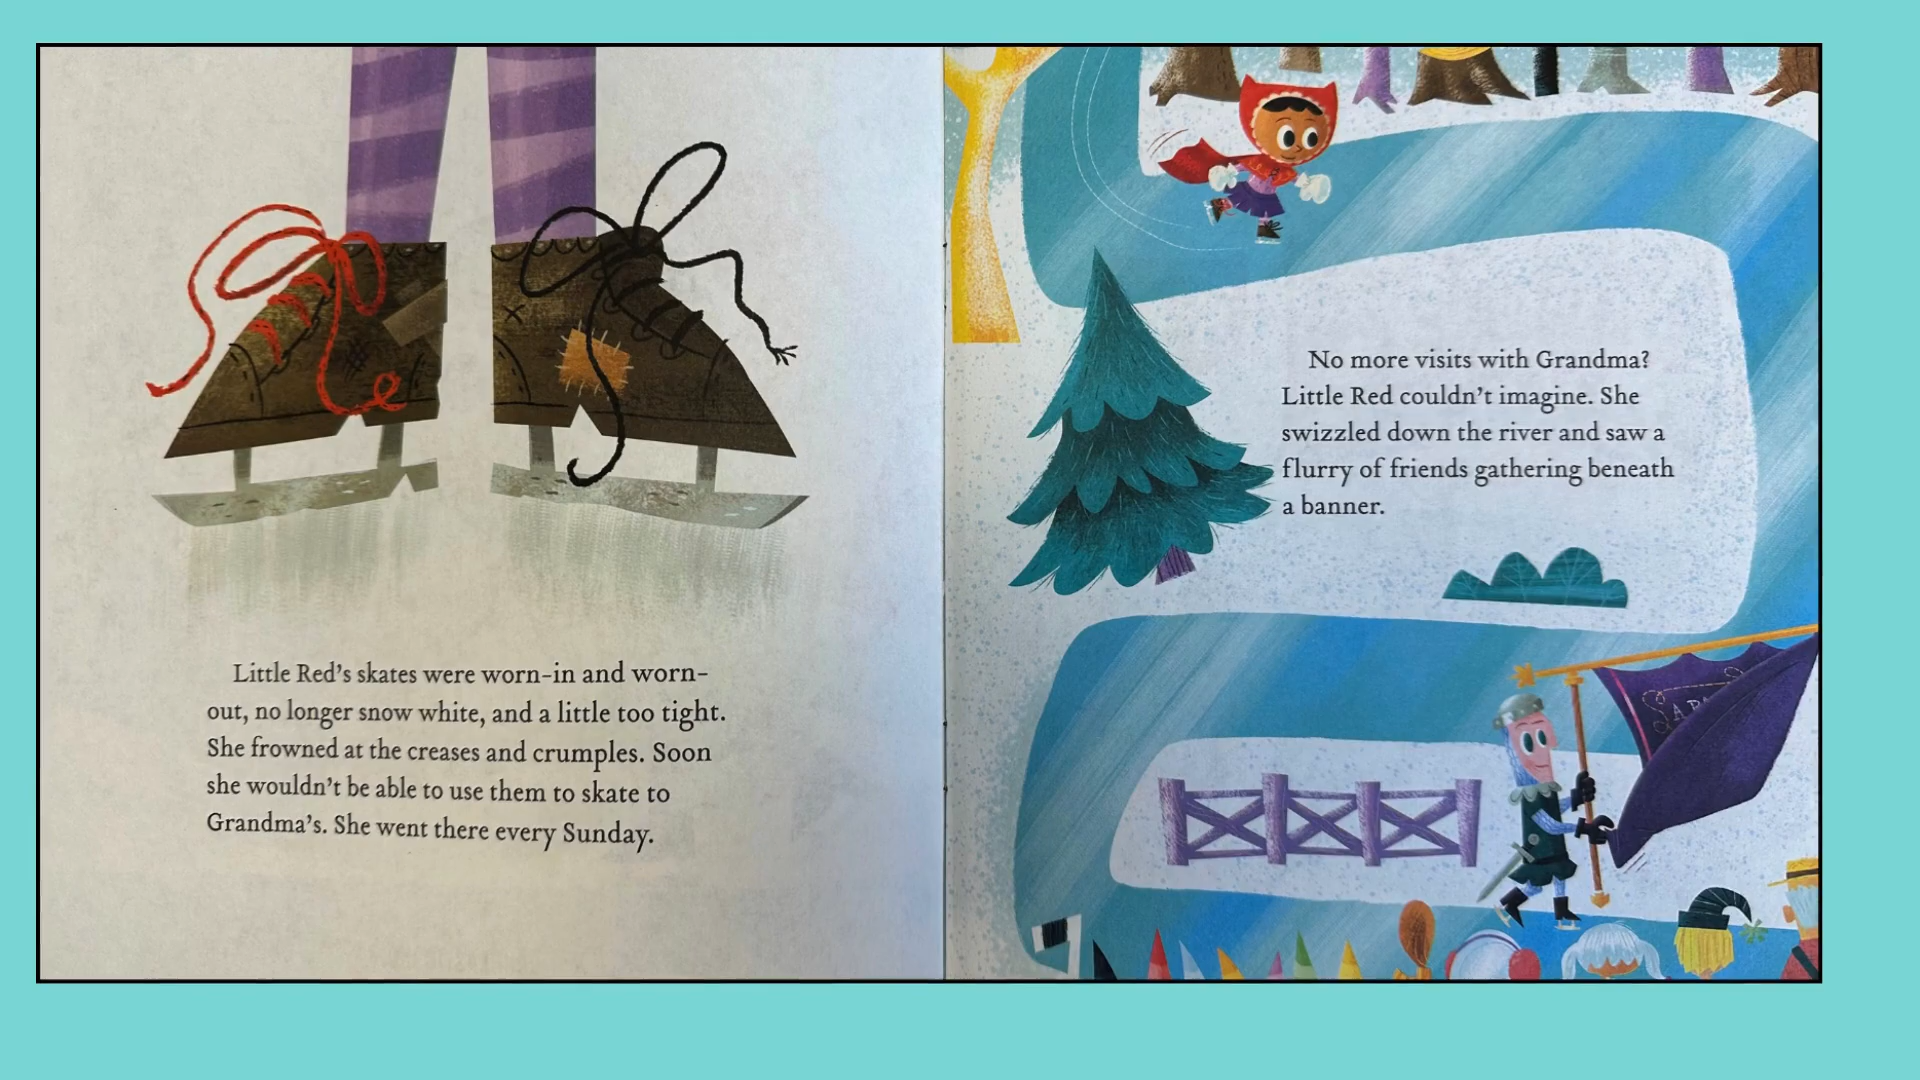 Little Red's skates were worn-in and worn-
out, no longer snow white, and a little too tight.
She frowned at the creases and crumples. Soon
she wouldn't be able to use them to skate to
Grandma's. She went there every Sunday.
No more visits with Grandma?
Little Red couldn't imagine. She
swizzled down the river and saw a
flurry of friends gathering beneath
a banner.